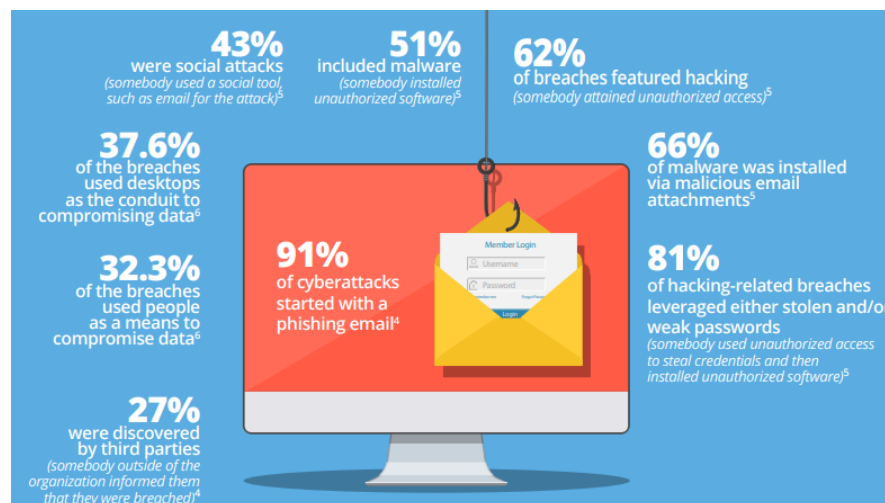 43%
were social attacks
(somebody used a social tool,
such as email for the attack)5
51%
included malware
(somebody installed
unauthorized software)5
62%
of breaches featured hacking
(somebody attained unauthorized access)5
37.6%
of the breaches
used desktops
as the conduit to
compromising data6
32.3%
of the breaches
used people
as a means to
compromise data6
27%
were discovered
by third parties
(somebody outside of the
organization informed them
that they were breached)4
91%
of cyberattacks
started with a
phishing email4
Member Login
Username
Password
Login
66%
of malware was installed
via malicious email
attachments5
81%
of hacking-related breaches
leveraged either stolen and/o
weak passwords
(somebody used unauthorized access
to steal credentials and then
installed unauthorized software)5